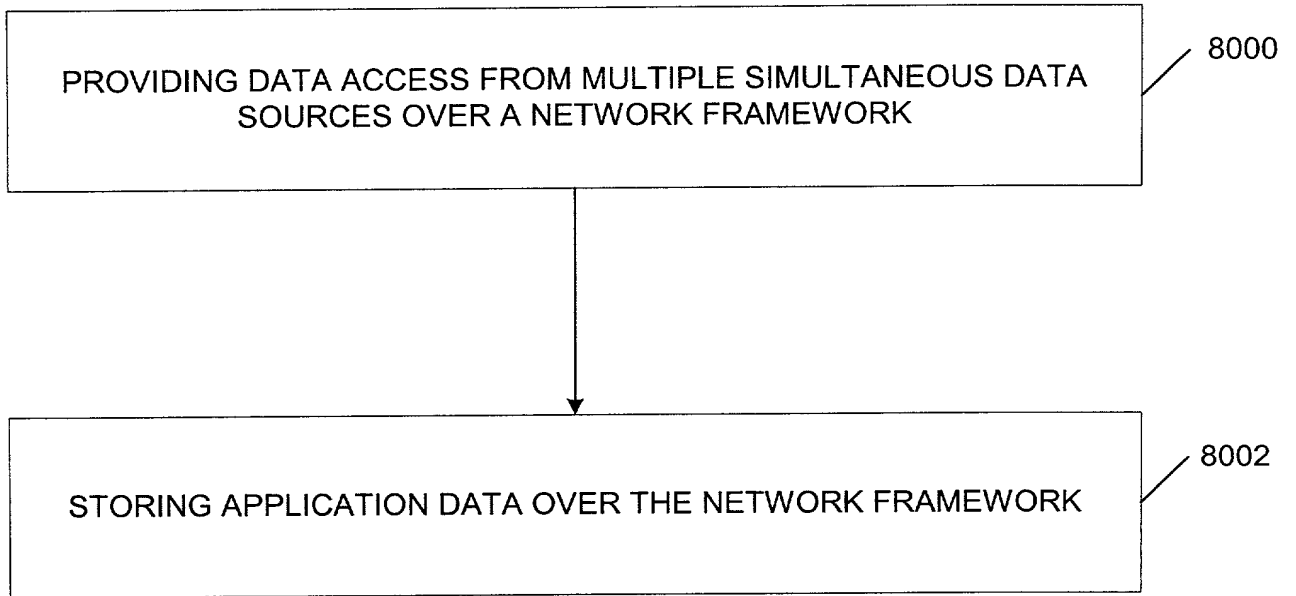 PROVIDING DATA ACCESS FROM MULTIPLE SIMULTANEOUS DATA
SOURCES OVER A NETWORK FRAMEWORK
8000
STORING APPLICATION DATA OVER THE NETWORK FRAMEWORK
8002